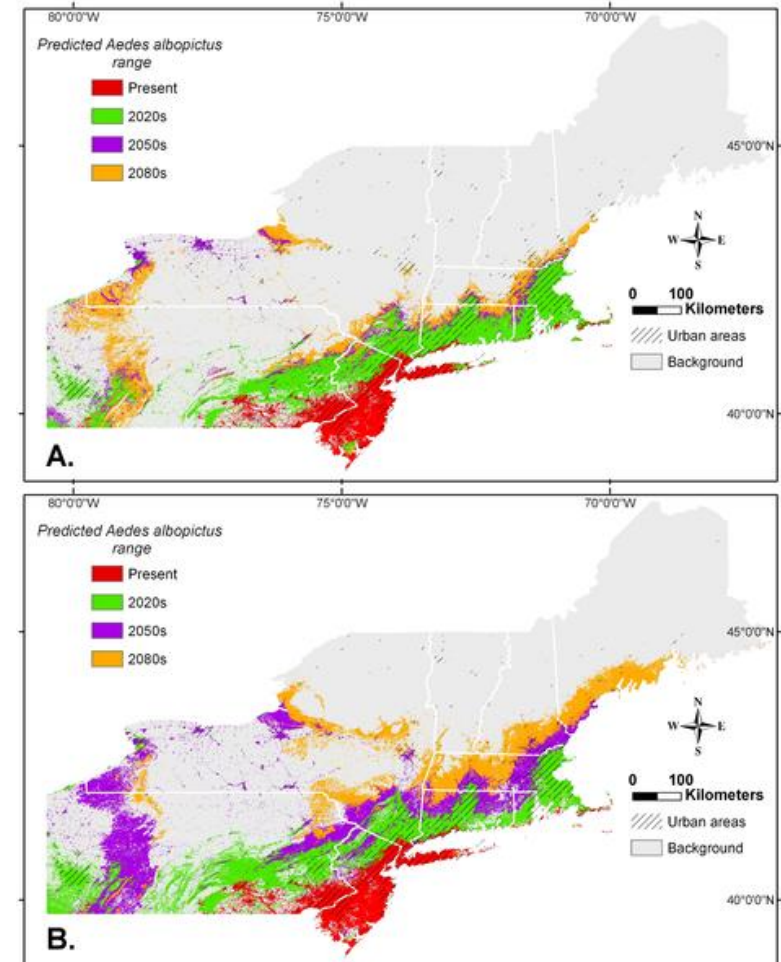 80°0'0"W 75°0'0"W 70°0'0"W
Predicted Aedes albopictus
range
Present
2020s
2050s
2080s
45°0'0"N
N
W E
S
0 100
Kilometers
Urban areas
Background
40°0'0"N
A.
80°0'0"W 75°0'0"W 70°0'0"W
Predicted Aedes albopictus
range
Present
2020s
2050s
2080s
45°0'0"N
N
W E
S
0 100
Kilometers
Urban areas
Background
40°0'0"N
B.